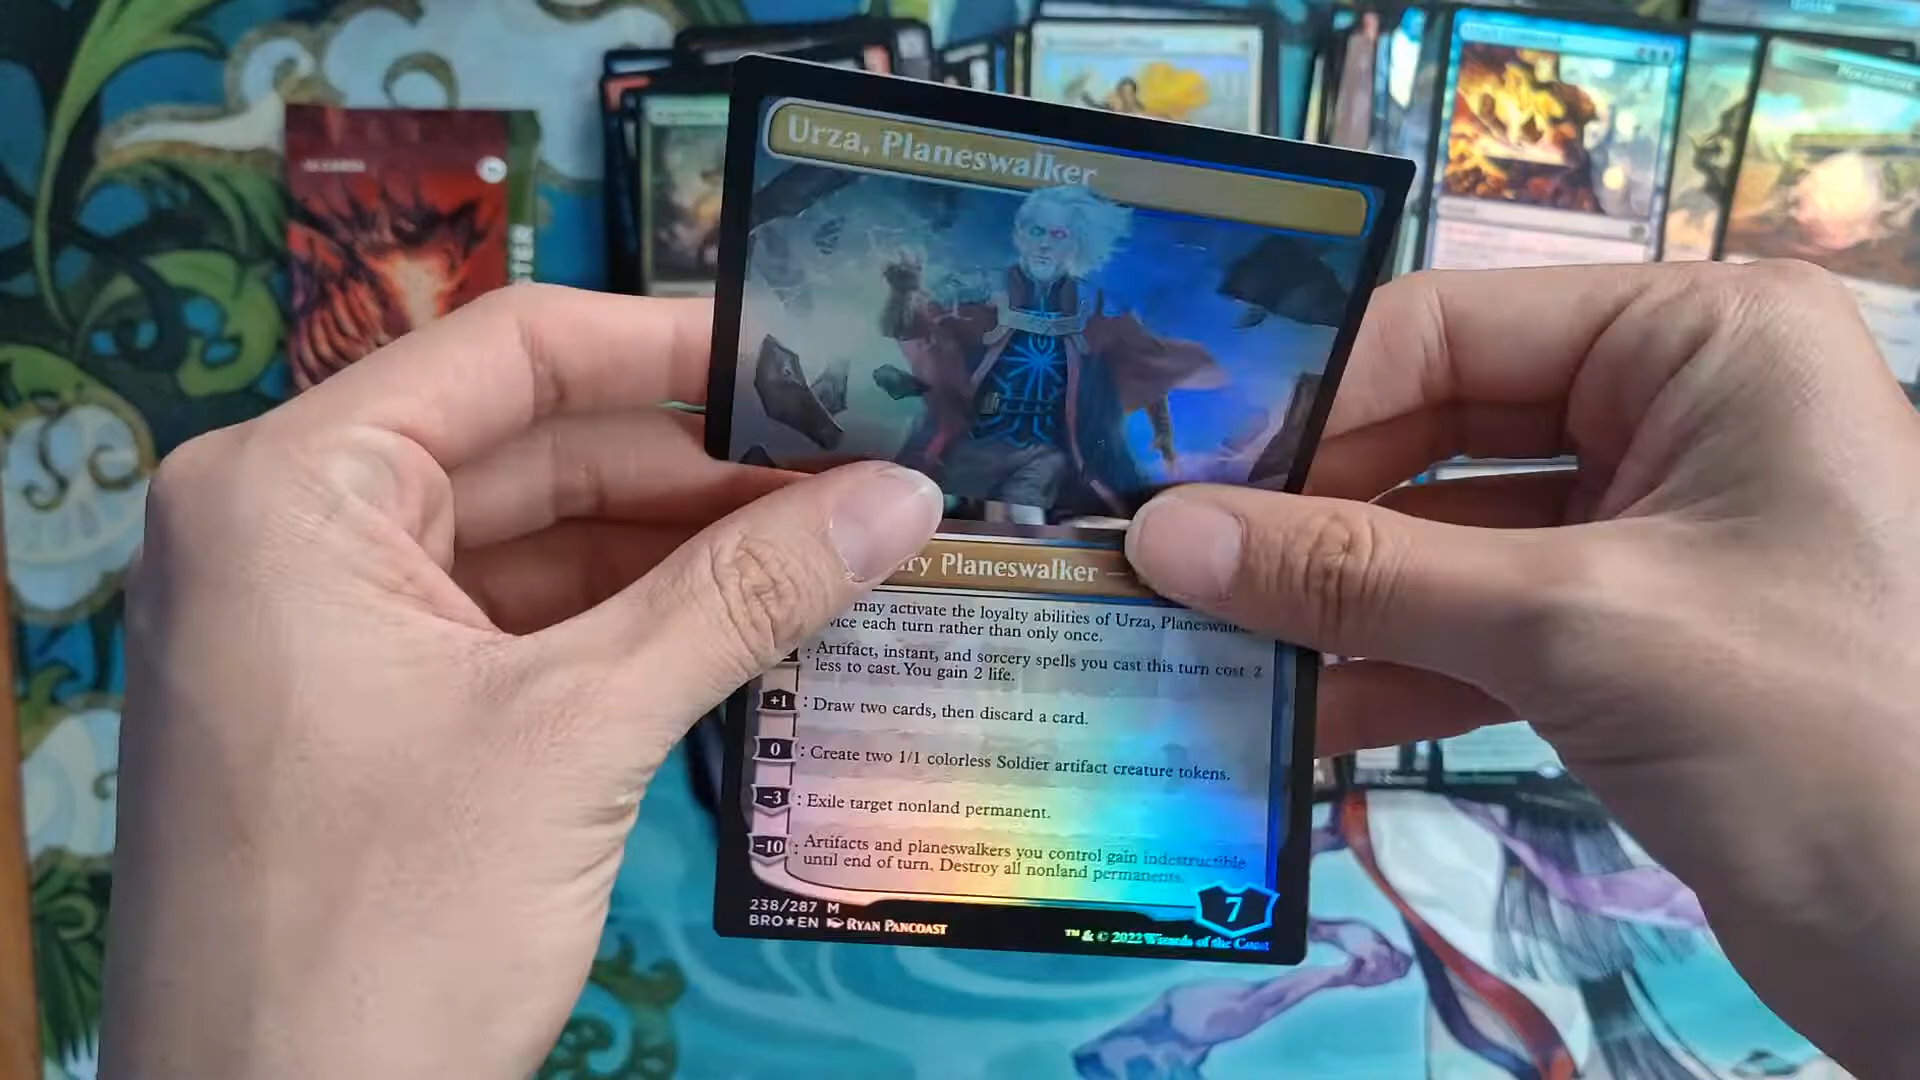 Urza, Planeswalker
Planeswalker —
may activate the loyalty abilities of Urza,
each turn rather than only once.
: Artifact, instant, and sorcery spells you cast this turn cost 2
less to cast. You gain 2 life.
+1 : Draw two cards, then discard a card.
0 : Create two 1/1 colorless Soldier artifact creature tokens.
−3 : Exile target nonland permanent.
−10 : Artifacts and planeswalkers you control gain indestructible
until end of turn. Destroy all nonland permanents.
7
238/287 M
BRO★EN RYAN PANCOAST
™ & © 2022 Wizards of the Coast